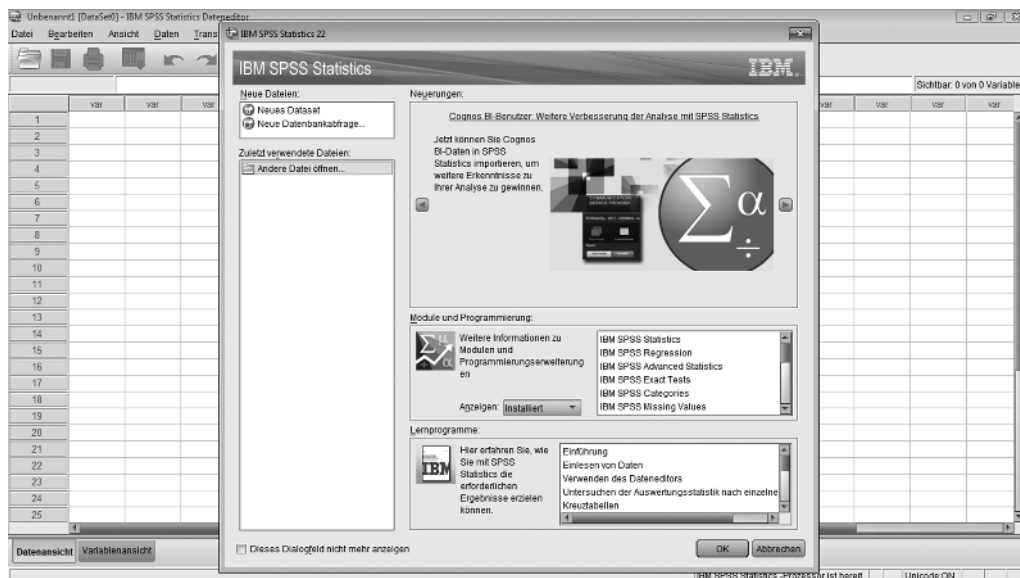 Unbenannt1 [DataSet0] - IBM SPSS Statistics Dateneditor
Datei Bearbeiten Ansicht Daten Trans
Sichtbar: 0 von 0 Variable
var var var var var var var
1
2
3
4
5
6
7
8
9
10
11
12
13
14
15
16
17
18
19
20
21
22
23
24
25
Datenansicht Variablenansicht
IBM SPSS Statistics -Prozessor ist bereit Unicode:ON
IBM SPSS Statistics 22
IBM SPSS Statistics
IBM.
Neue Dateien:
Neues Dataset
Neue Datenbankabfrage...
Zuletzt verwendete Dateien:
Andere Datei öffnen...
Neuerungen:
Cognos BI-Benutzer: Weitere Verbesserung der Analyse mit SPSS Statistics
Jetzt können Sie Cognos
BI-Daten in SPSS
Statistics importieren, um
weitere Erkenntnisse zu
Ihrer Analyse zu gewinnen.
COMMUNICATION
SERVICE PROVIDER
Σ α ÷
Module und Programmierung:
Weitere Informationen zu
Modulen und
Programmierungserweiterung
en
Anzeigen: Installiert
IBM SPSS Statistics
IBM SPSS Regression
IBM SPSS Advanced Statistics
IBM SPSS Exact Tests
IBM SPSS Categories
IBM SPSS Missing Values
Lernprogramme:
IBM
Hier erfahren Sie, wie
Sie mit SPSS
Statistics die
erforderlichen
Ergebnisse erzielen
können.
Einführung
Einlesen von Daten
Verwenden des Dateneditors
Untersuchen der Auswertungsstatistik nach einzelne
Kreuztabellen
Dieses Dialogfeld nicht mehr anzeigen
OK Abbrechen